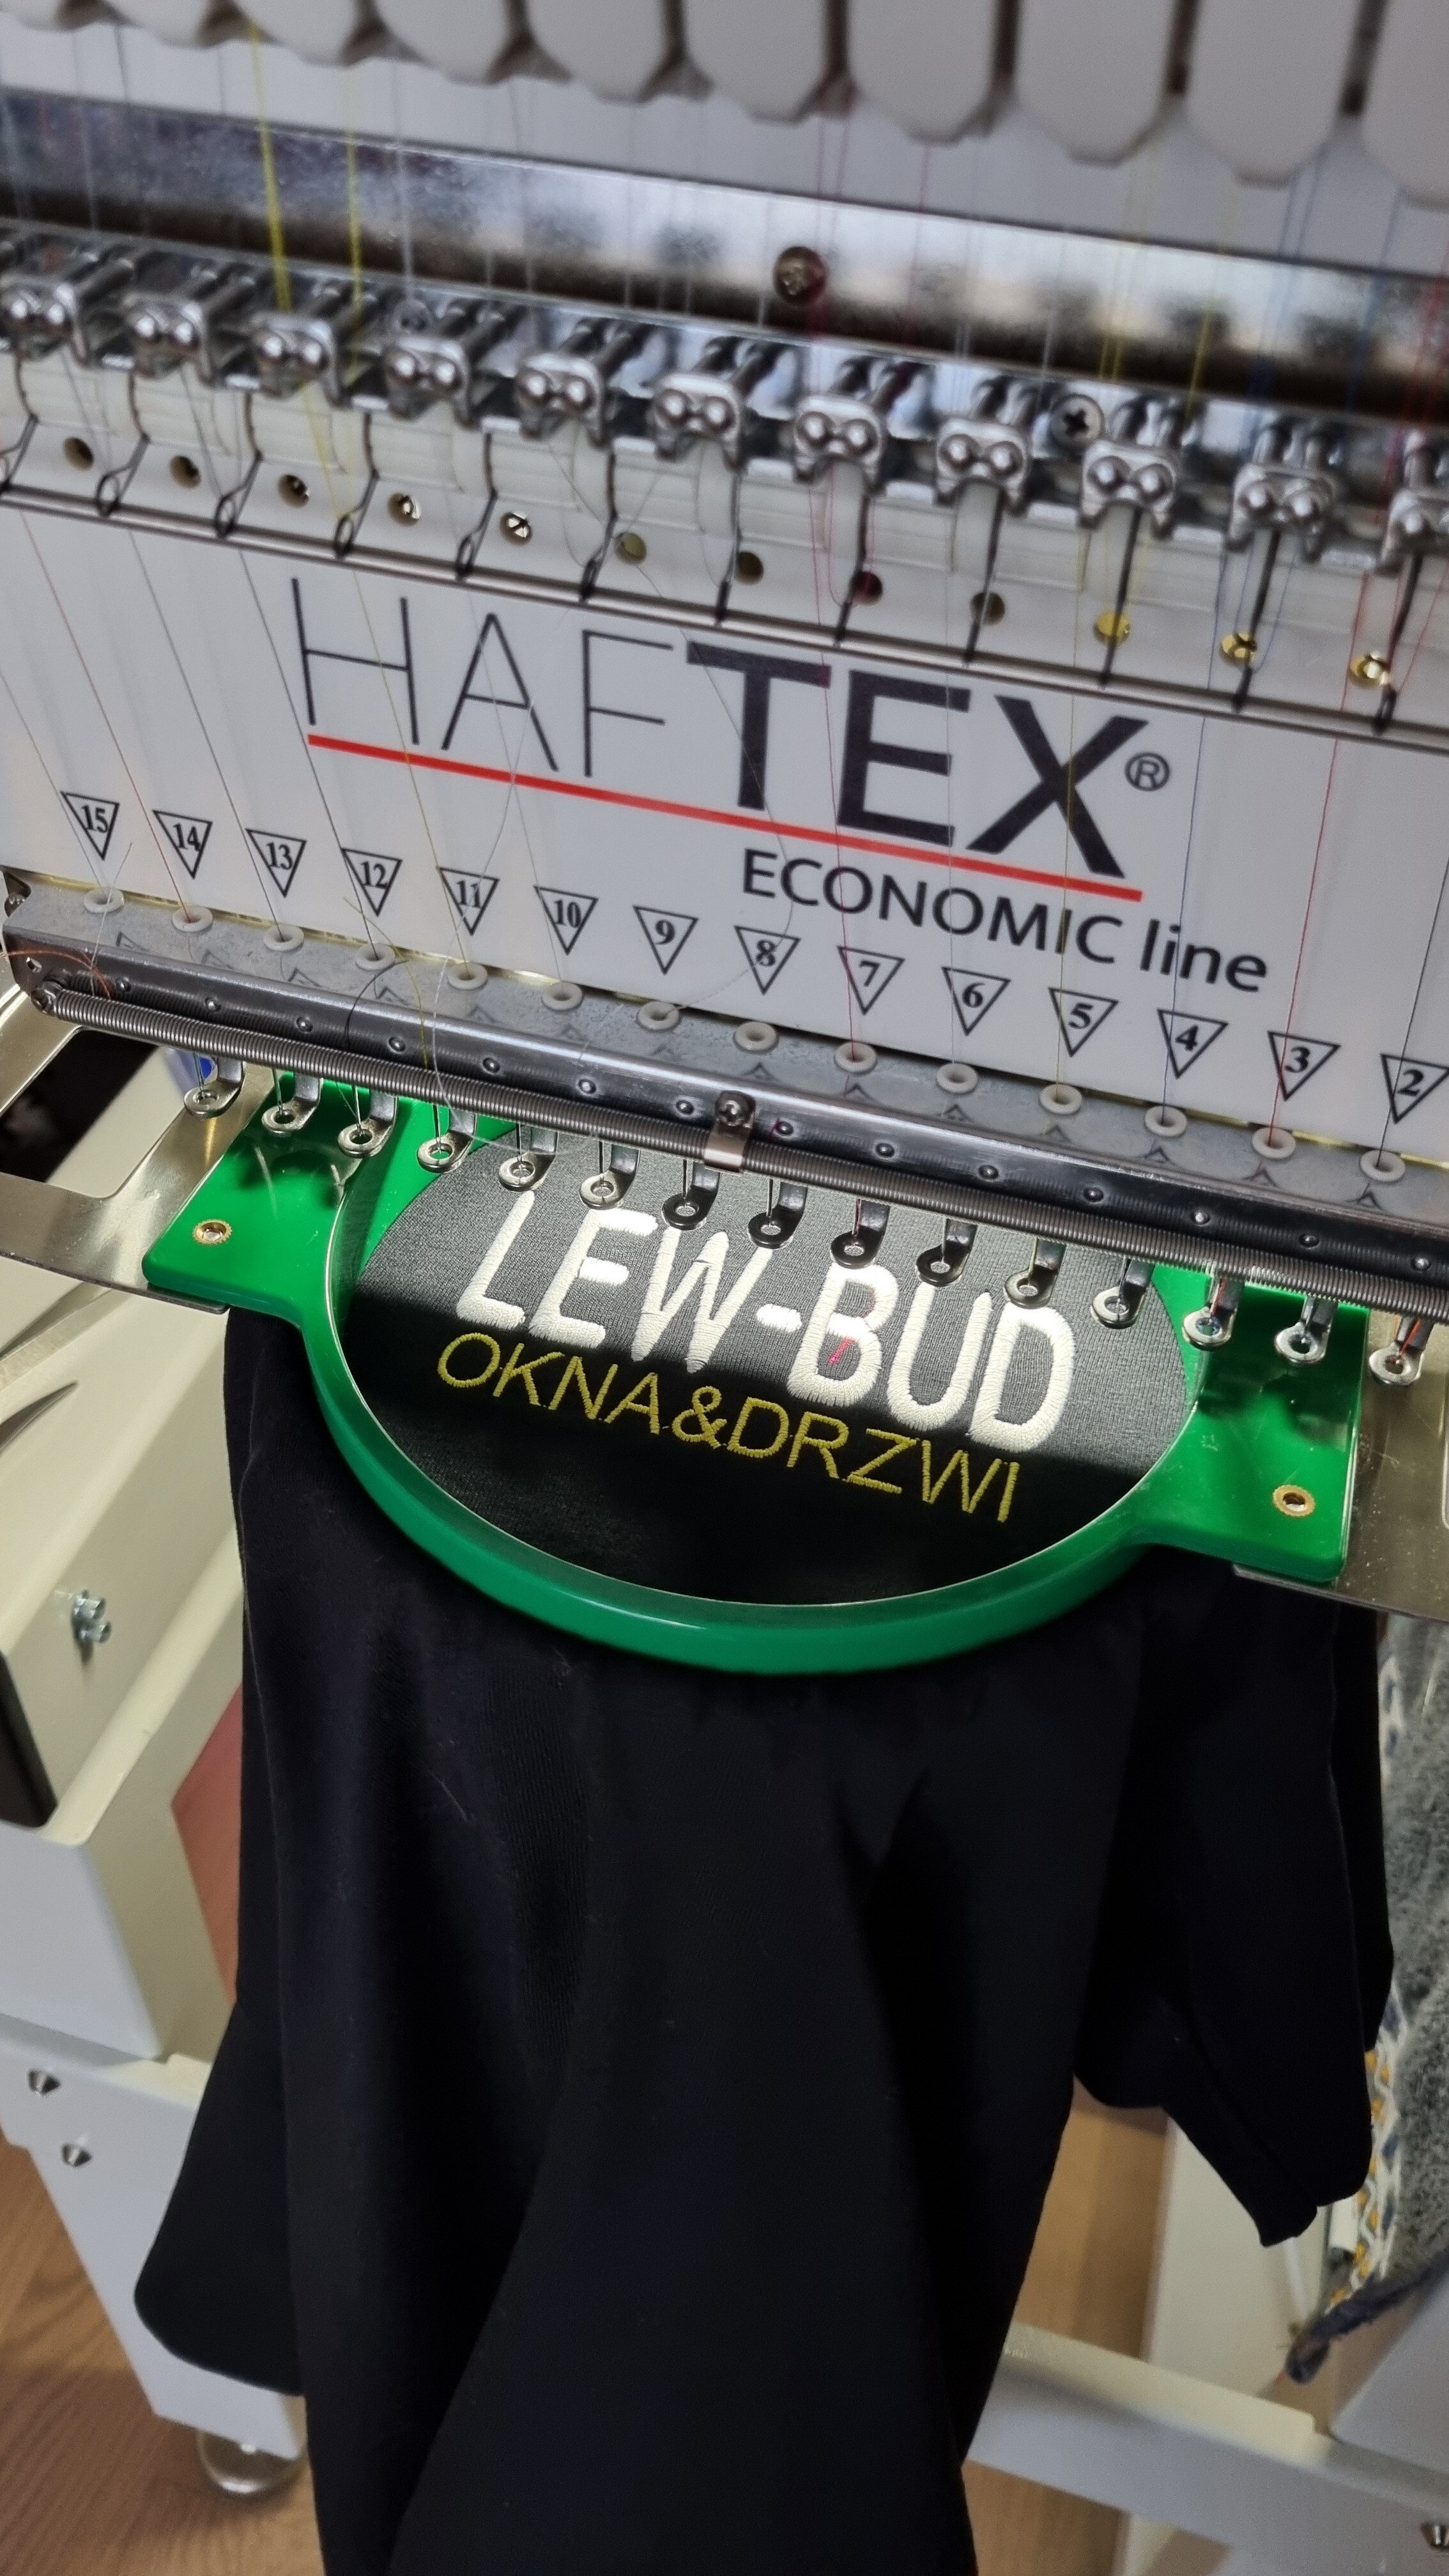 HAFTEX®
ECONOMIC line
15 14 13 12 11 10 9 8 7 6 5 4 3 2
LEW-BUD
OKNA&DRZWI